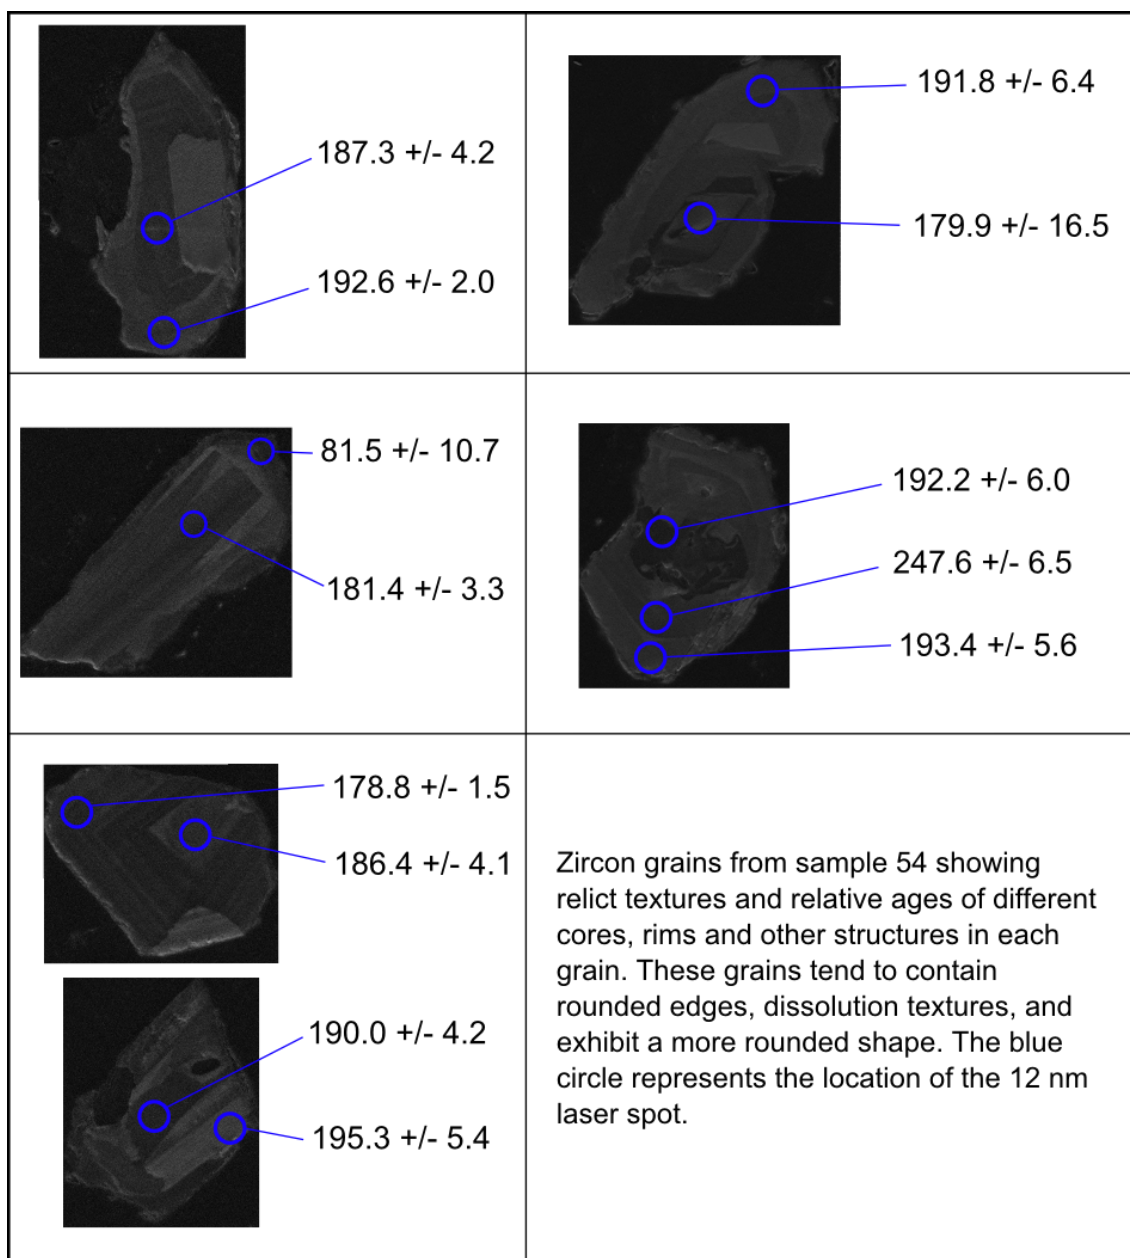 187.3 +/- 4.2
192.6 +/- 2.0
191.8 +/- 6.4
179.9 +/- 16.5
81.5 +/- 10.7
181.4 +/- 3.3
192.2 +/- 6.0
247.6 +/- 6.5
193.4 +/- 5.6
178.8 +/- 1.5
186.4 +/- 4.1
190.0 +/- 4.2
195.3 +/- 5.4
Zircon grains from sample 54 showing
relict textures and relative ages of different
cores, rims and other structures in each
grain. These grains tend to contain
rounded edges, dissolution textures, and
exhibit a more rounded shape. The blue
circle represents the location of the 12 nm
laser spot.